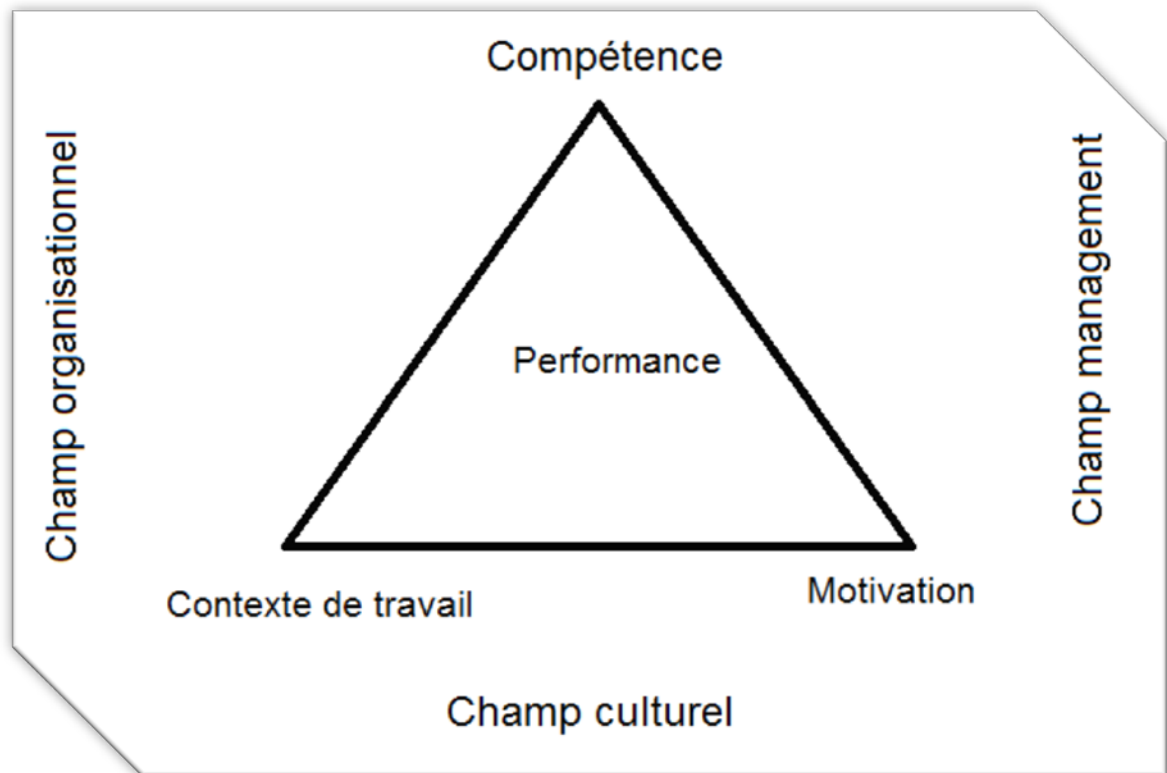 Compétence
Champ organisationnel
Champ management
Performance
Contexte de travail
Motivation
Champ culturel